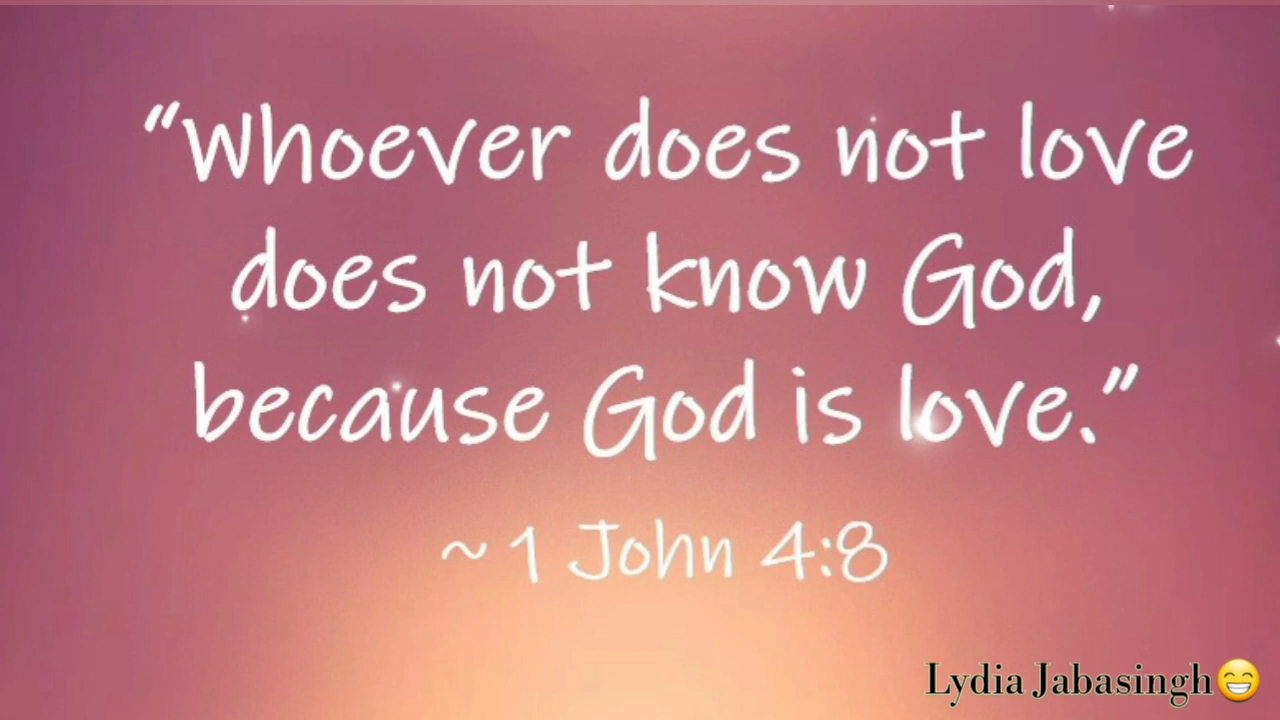 “Whoever does not love
does not know God,
because God is love.”
~ 1 John 4:8
Lydia Jabasingh😁